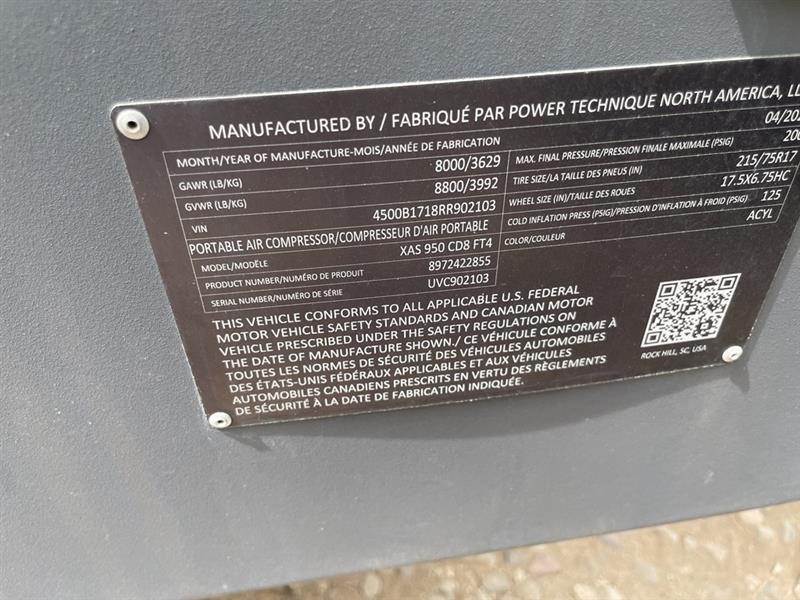 MANUFACTURED BY / FABRIQUÉ PAR POWER TECHNIQUE NORTH AMERICA,
MONTH/YEAR OF MANUFACTURE-MOIS/ANNÉE DE FABRICATION
GAWR (LB/KG) 8000/3629
GVWR (LB/KG) 8800/3992
VIN 4500B1718RR902103
PORTABLE AIR COMPRESSOR/COMPRESSEUR D'AIR PORTABLE
MODEL/MODÈLE XAS 950 CD8 FT4
PRODUCT NUMBER/NUMÉRO DE PRODUIT 8972422855
SERIAL NUMBER/NUMÉRO DE SÉRIE UVC902103
MAX. FINAL PRESSURE/PRESSION FINALE MAXIMALE (PSIG)
TIRE SIZE/LA TAILLE DES PNEUS (IN) 215/75R17
WHEEL SIZE (IN)/TAILLE DES ROUES 17.5X6.75HC
COLD INFLATION PRESS (PSIG)/PRESSION D'INFLATION À FROID (PSIG) 125
COLOR/COULEUR ACYL
THIS VEHICLE CONFORMS TO ALL APPLICABLE U.S. FEDERAL
MOTOR VEHICLE SAFETY STANDARDS AND CANADIAN MOTOR
VEHICLE PRESCRIBED UNDER THE SAFETY REGULATIONS ON
THE DATE OF MANUFACTURE SHOWN./ CE VÉHICULE CONFORME À
TOUTES LES NORMES DE SÉCURITÉ DES VÉHICULES AUTOMOBILES
DES ÉTATS-UNIS FÉDÉRAUX APPLICABLES ET AUX VÉHICULES
AUTOMOBILES CANADIENS PRESCRITS EN VERTU DES RÈGLEMENTS
DE SÉCURITÉ À LA DATE DE FABRICATION INDIQUÉE.
ROCK HILL, SC, USA